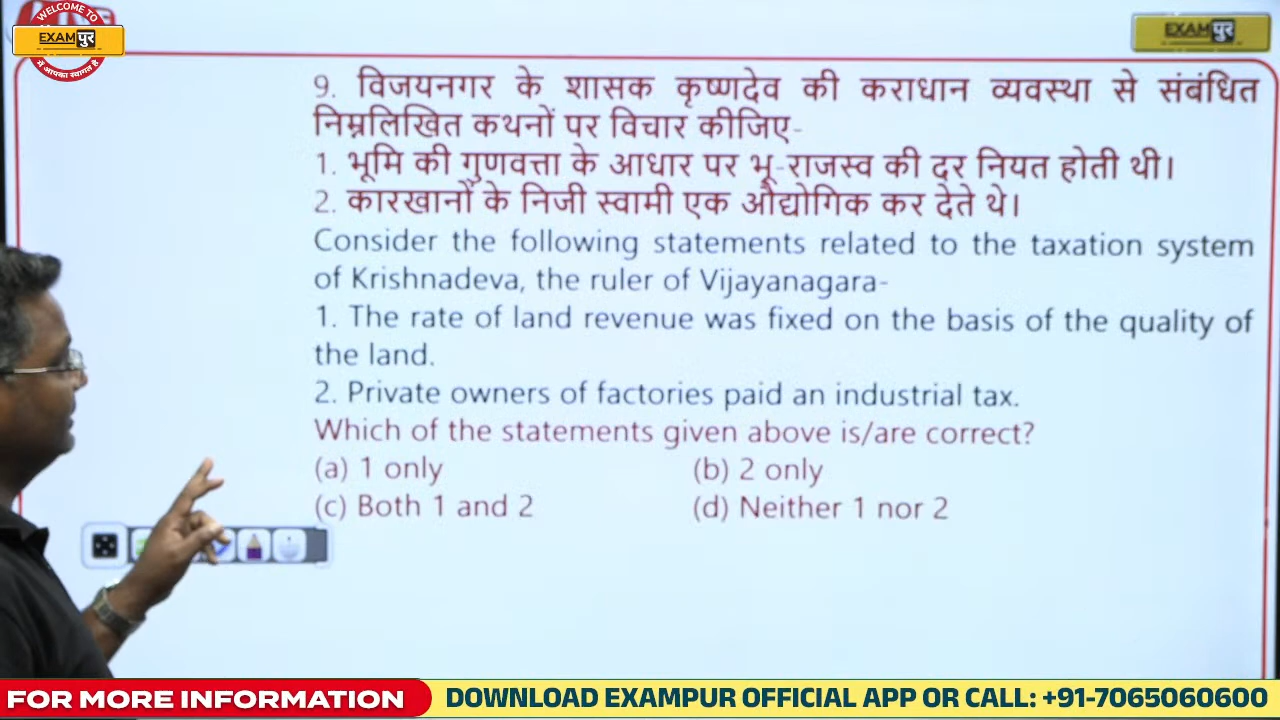 WELCOME TO
EXAMपुर
में आपका स्वागत है
EXAMपुर
9. विजयनगर के शासक कृष्णदेव की कराधान व्यवस्था से संबंधित
निम्नलिखित कथनों पर विचार कीजिए-
1. भूमि की गुणवत्ता के आधार पर भू-राजस्व की दर नियत होती थी।
2. कारखानों के निजी स्वामी एक औद्योगिक कर देते थे।
Consider the following statements related to the taxation system
of Krishnadeva, the ruler of Vijayanagara-
1. The rate of land revenue was fixed on the basis of the quality of
the land.
2. Private owners of factories paid an industrial tax.
Which of the statements given above is/are correct?
(a) 1 only (b) 2 only
(c) Both 1 and 2 (d) Neither 1 nor 2
FOR MORE INFORMATION DOWNLOAD EXAMPUR OFFICIAL APP OR CALL: +91-7065060600